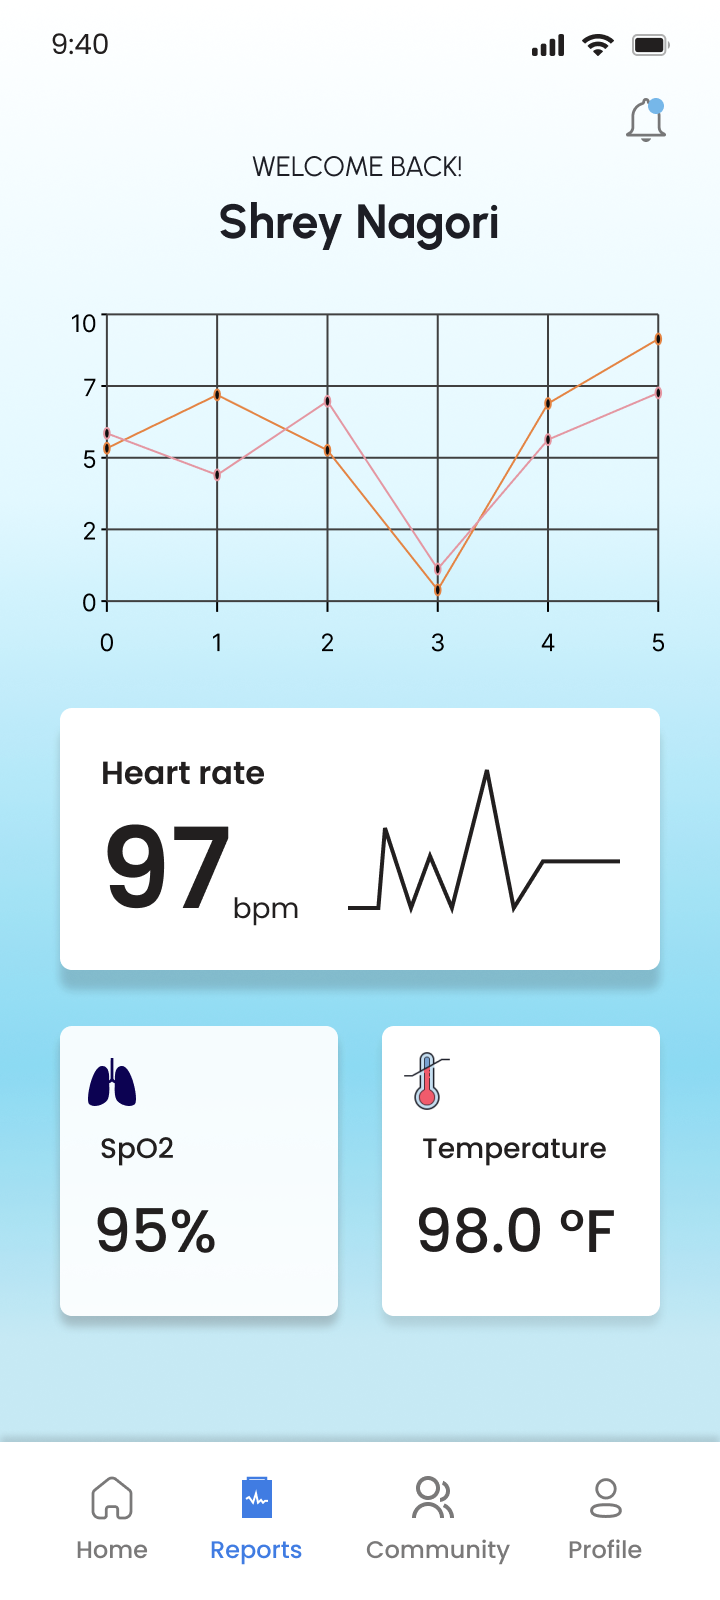 9:40
WELCOME BACK!
Shrey Nagori
10
7
5
2
0
0 1 2 3 4 5
Heart rate
97 bpm
SpO2
95%
Temperature
98.0 °F
Home Reports Community Profile